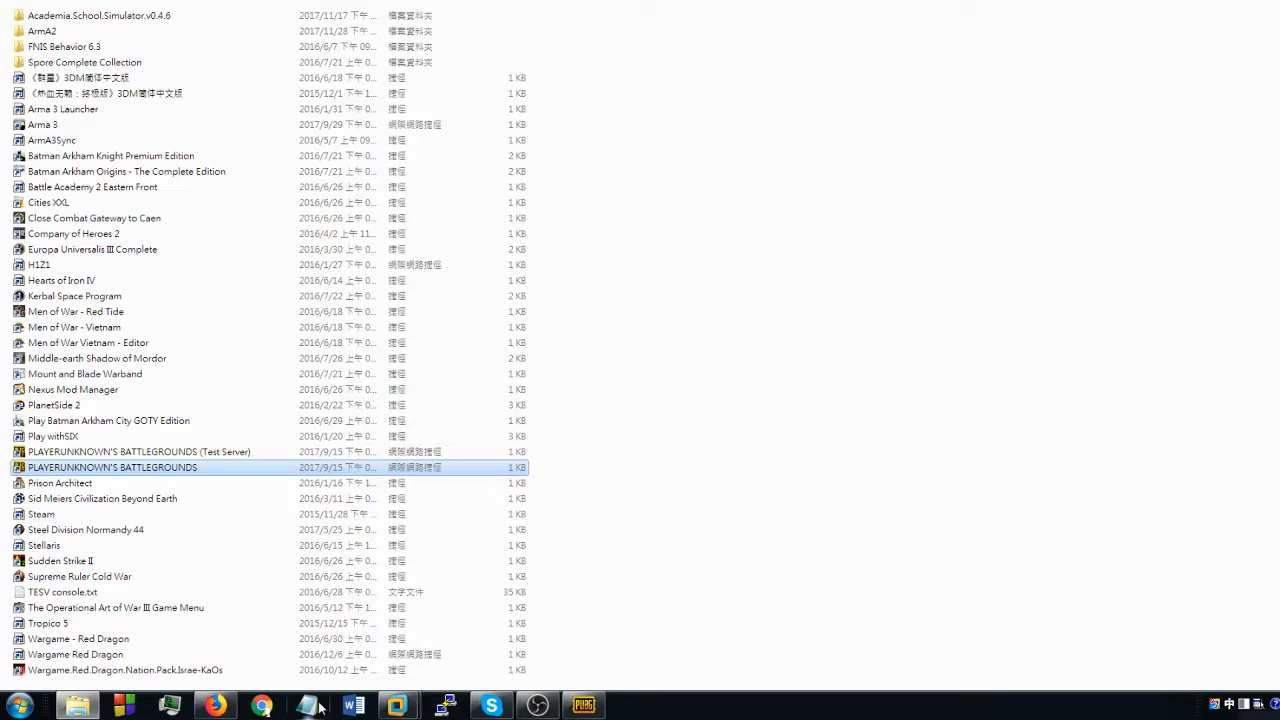 Academia.School.Simulator.v0.4.6 2017/11/17 下午 ... 檔案資料夾
ArmA2 2017/11/28 下午 ... 檔案資料夾
FNIS Behavior 6.3 2016/6/7 下午 09... 檔案資料夾
Spore Complete Collection 2016/7/21 上午 0... 檔案資料夾
《群星》3DM简体中文版 2016/6/18 下午 0... 捷徑 1 KB
《热血无赖：终极版》3DM简体中文版 2015/12/1 下午 1... 捷徑 1 KB
Arma 3 Launcher 2016/1/31 下午 0... 捷徑 1 KB
Arma 3 2017/9/29 下午 0... 網際網路捷徑 1 KB
ArmA3Sync 2016/5/7 上午 09... 捷徑 1 KB
Batman Arkham Knight Premium Edition 2016/7/21 下午 0... 捷徑 2 KB
Batman Arkham Origins - The Complete Edition 2016/7/21 下午 0... 捷徑 2 KB
Battle Academy 2 Eastern Front 2016/6/26 下午 0... 捷徑 1 KB
Cities XXL 2016/6/26 下午 0... 捷徑 1 KB
Close Combat Gateway to Caen 2016/6/26 下午 0... 捷徑 1 KB
Company of Heroes 2 2016/4/2 上午 11... 捷徑 1 KB
Europa Universalis III Complete 2016/3/30 上午 0... 捷徑 2 KB
H1Z1 2016/1/27 下午 0... 網際網路捷徑 1 KB
Hearts of Iron IV 2016/6/14 上午 0... 捷徑 1 KB
Kerbal Space Program 2016/7/22 下午 0... 捷徑 2 KB
Men of War - Red Tide 2016/6/18 下午 0... 捷徑 1 KB
Men of War - Vietnam 2016/6/18 下午 0... 捷徑 1 KB
Men of War Vietnam - Editor 2016/6/18 下午 0... 捷徑 1 KB
Middle-earth Shadow of Mordor 2016/7/26 上午 0... 捷徑 2 KB
Mount and Blade Warband 2016/7/21 上午 0... 捷徑 1 KB
Nexus Mod Manager 2016/6/26 下午 0... 捷徑 1 KB
PlanetSide 2 2016/2/22 下午 0... 捷徑 3 KB
Play Batman Arkham City GOTY Edition 2016/6/29 上午 0... 捷徑 1 KB
Play withSIX 2016/1/20 上午 0... 捷徑 3 KB
PLAYERUNKNOWN'S BATTLEGROUNDS (Test Server) 2017/9/15 下午 0... 網際網路捷徑 1 KB
PLAYERUNKNOWN'S BATTLEGROUNDS 2017/9/15 下午 0... 網際網路捷徑 1 KB
Prison Architect 2016/1/16 下午 1... 捷徑 1 KB
Sid Meiers Civilization Beyond Earth 2016/3/11 上午 0... 捷徑 1 KB
Steam 2015/11/28 下午 ... 捷徑 1 KB
Steel Division Normandy 44 2017/5/25 上午 0... 捷徑 1 KB
Stellaris 2016/6/15 上午 1... 捷徑 1 KB
Sudden Strike 2016/6/26 上午 0... 捷徑 1 KB
Supreme Ruler Cold War 2016/6/26 下午 0... 捷徑 1 KB
TESV console.txt 2016/6/28 下午 0... 文字文件 35 KB
The Operational Art of War III Game Menu 2016/5/12 上午 1... 捷徑 1 KB
Tropico 5 2015/12/15 下午 ... 捷徑 1 KB
Wargame - Red Dragon 2016/6/30 上午 0... 捷徑 1 KB
Wargame Red Dragon 2016/12/6 上午 0... 網際網路捷徑 1 KB
Wargame.Red.Dragon.Nation.Pack.Israe-KaOs 2016/10/12 上午 ... 捷徑 1 KB
PUBG 中